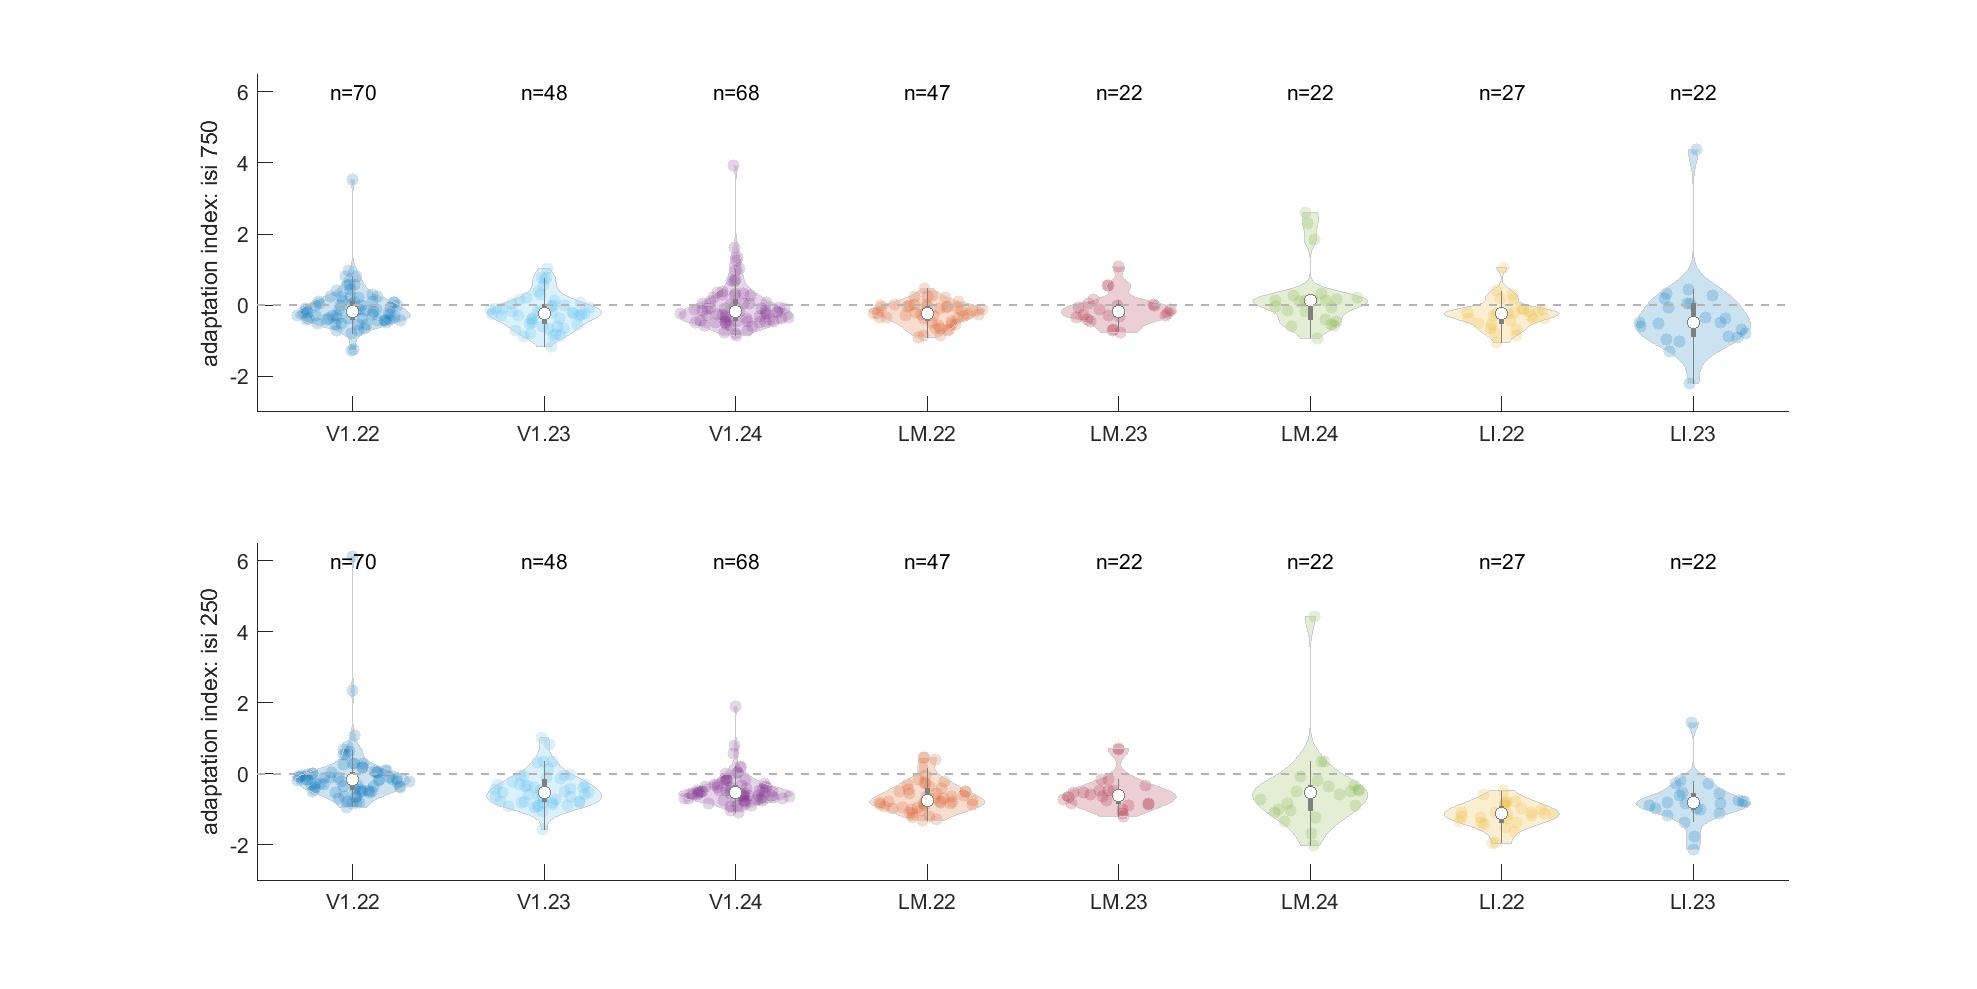 n=70 n=48 n=68 n=47 n=22 n=22 n=27 n=22
adaptation index: isi 750
6
4
2
0
-2
V1.22 V1.23 V1.24 LM.22 LM.23 LM.24 LI.22 LI.23
n=70 n=48 n=68 n=47 n=22 n=22 n=27 n=22
adaptation index: isi 250
6
4
2
0
-2
V1.22 V1.23 V1.24 LM.22 LM.23 LM.24 LI.22 LI.23